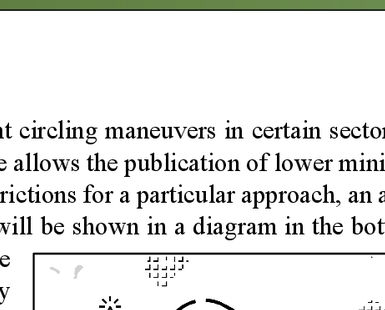 nt circling maneuvers in certain sector
e allows the publication of lower mini
rictions for a particular approach, an a
will be shown in a diagram in the bot
e
y